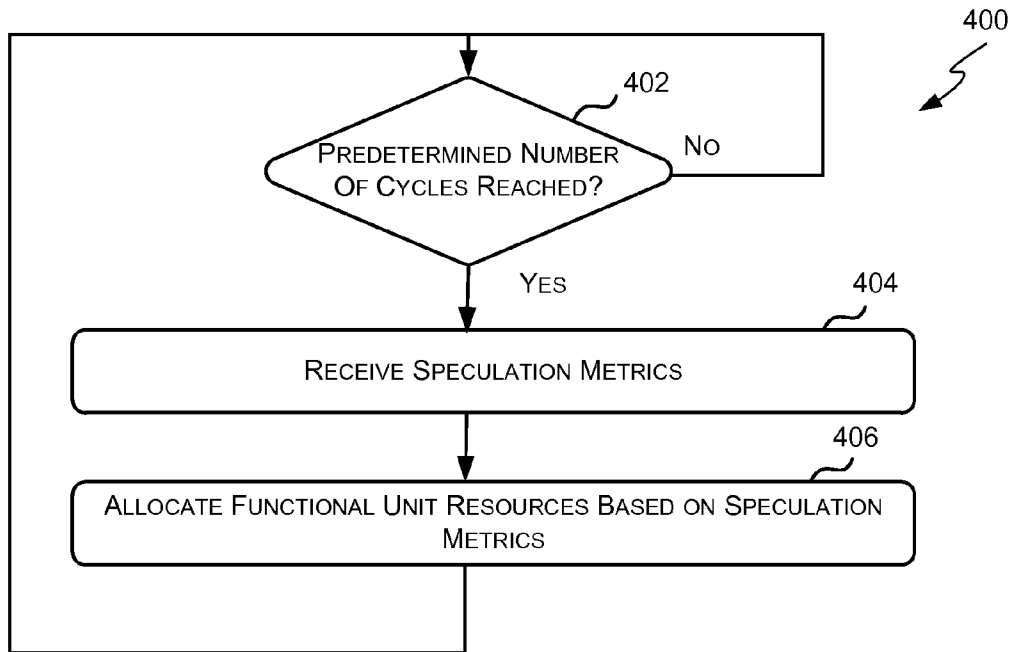 400
402
PREDETERMINED NUMBER
OF CYCLES REACHED?
NO
YES
404
RECEIVE SPECULATION METRICS
406
ALLOCATE FUNCTIONAL UNIT RESOURCES BASED ON SPECULATION
METRICS